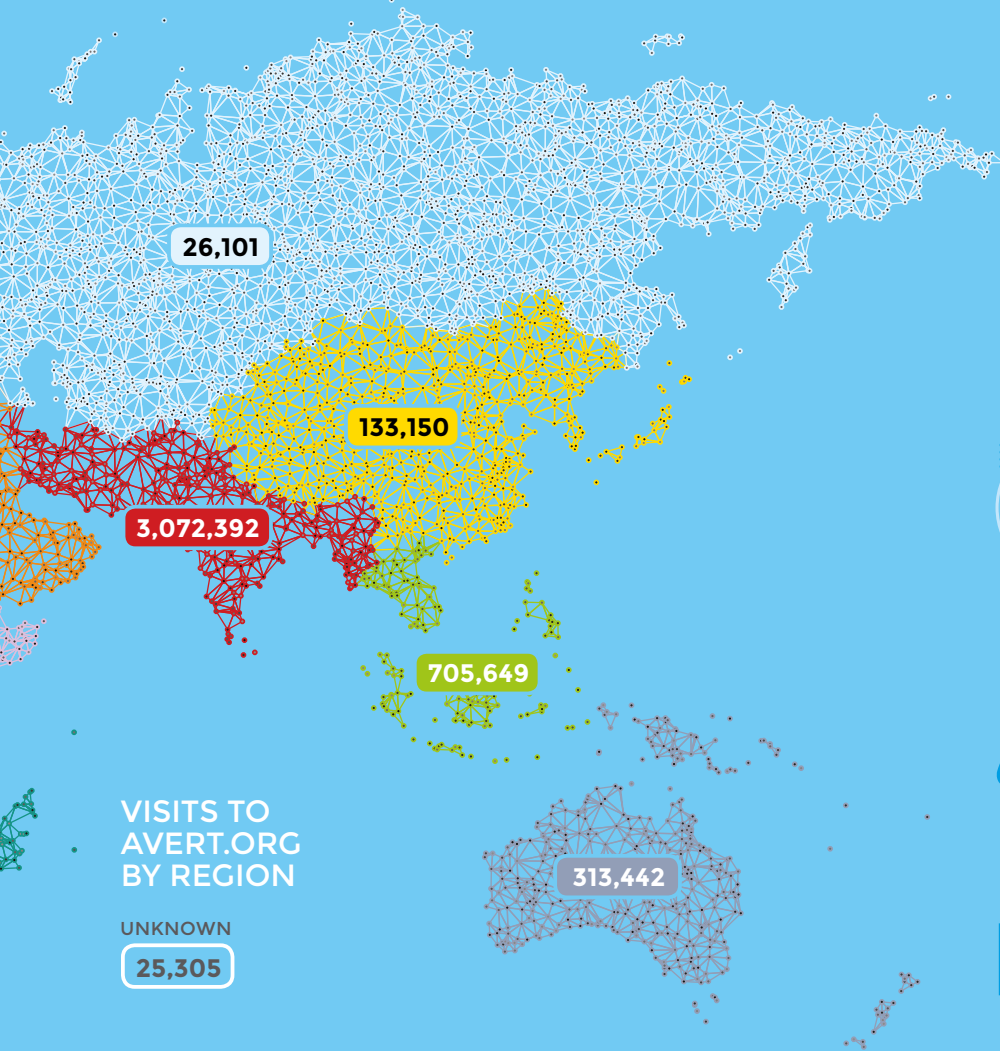 26,101
133,150
3,072,392
705,649
VISITS TO
AVERT.ORG
BY REGION
313,442
UNKNOWN
25,305